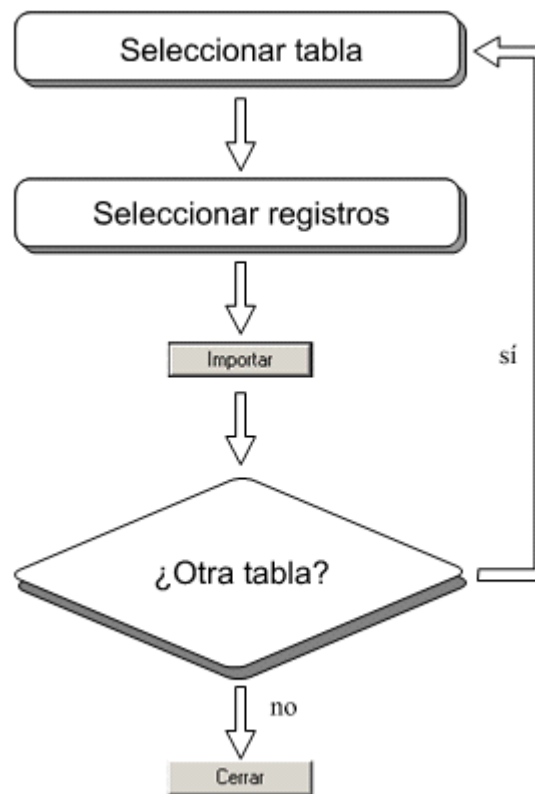 Seleccionar tabla
Seleccionar registros
Importar
sí
¿Otra tabla?
no
Cerrar